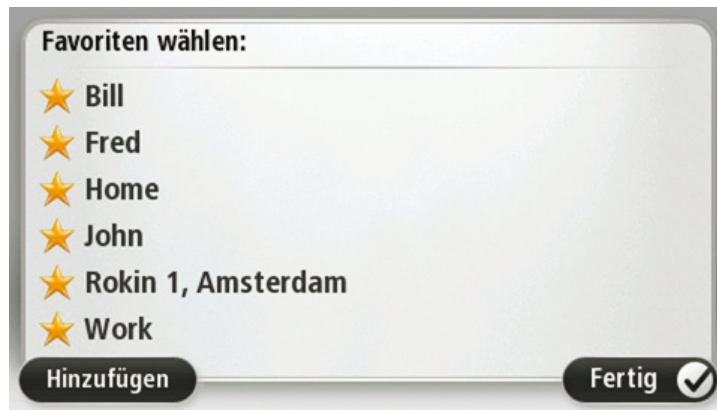 Favoriten wählen:
Bill
Fred
Home
John
Rokin 1, Amsterdam
Work
Hinzufügen
Fertig